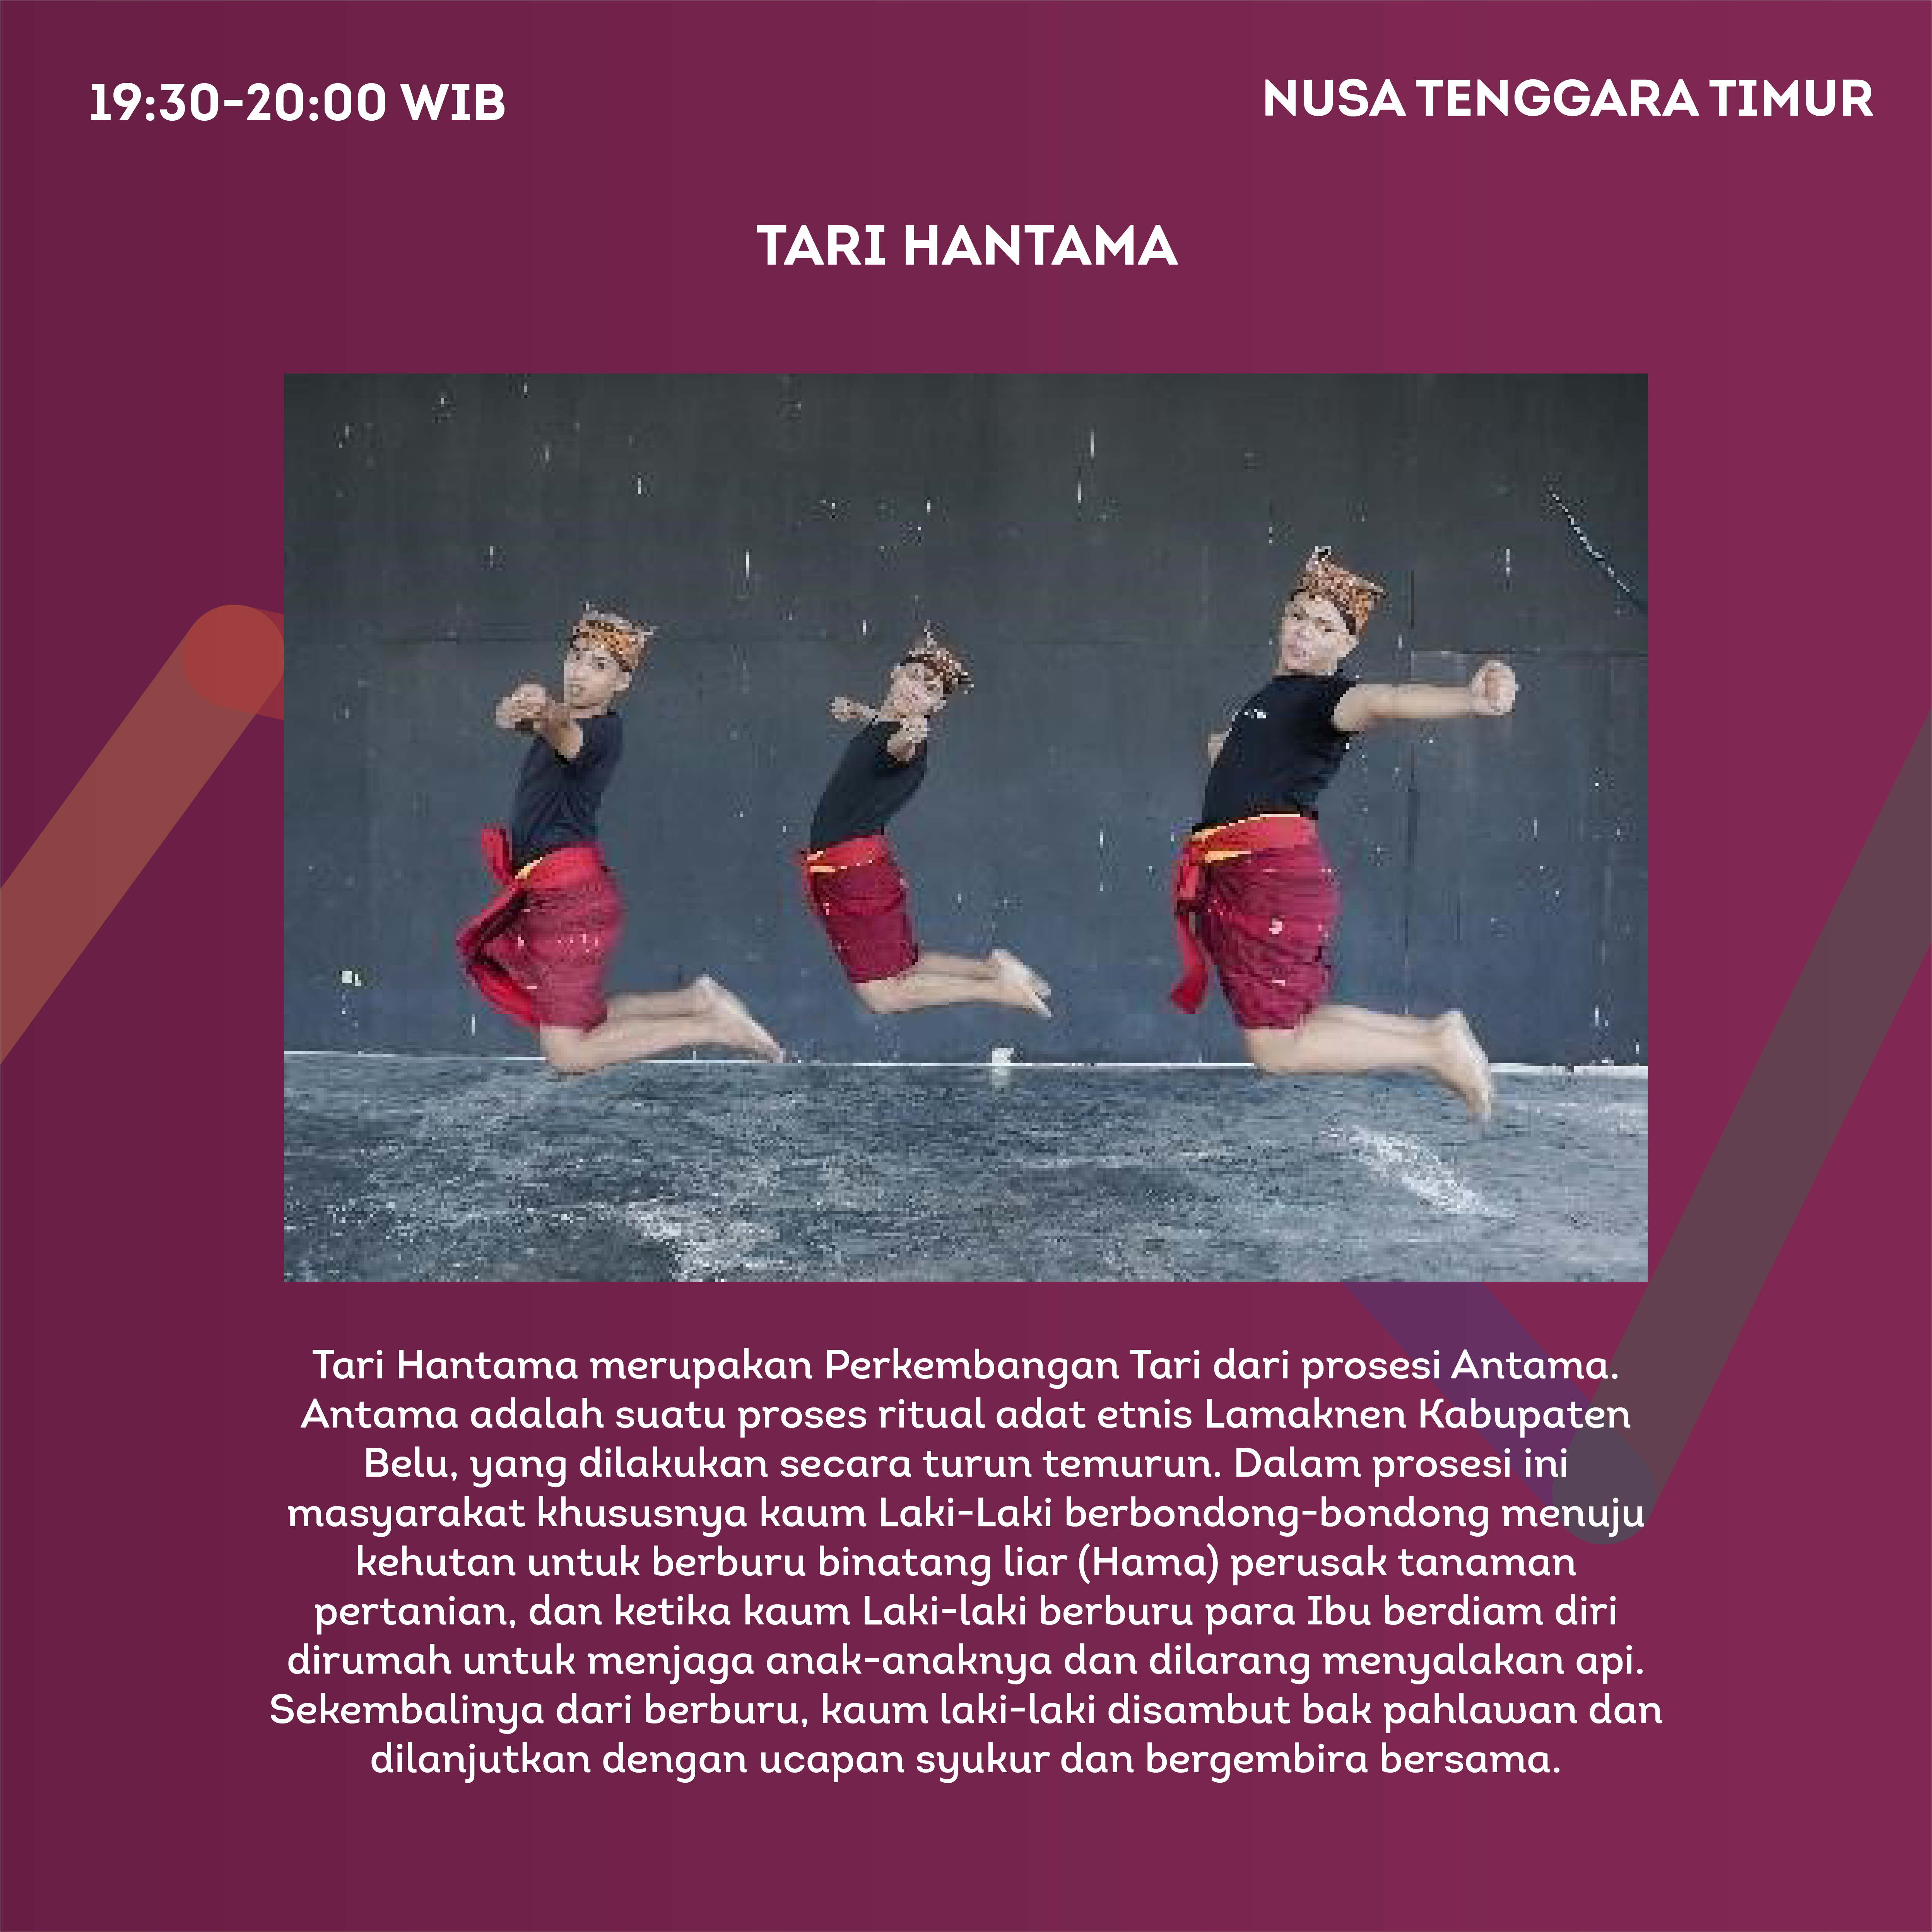 19:30-20:00 WIB
NUSA TENGGARA TIMUR
TARI HANTAMA
Tari Hantama merupakan Perkembangan Tari dari prosesi Antama.
Antama adalah suatu proses ritual adat etnis Lamaknen Kabupaten
Belu, yang dilakukan secara turun temurun. Dalam prosesi ini
masyarakat khususnya kaum Laki-Laki berbondong-bondong menuju
kehutan untuk berburu binatang liar (Hama) perusak tanaman
pertanian, dan ketika kaum Laki-laki berburu para Ibu berdiam diri
dirumah untuk menjaga anak-anaknya dan dilarang menyalakan api.
Sekembalinya dari berburu, kaum laki-laki disambut bak pahlawan dan
dilanjutkan dengan ucapan syukur dan bergembira bersama.